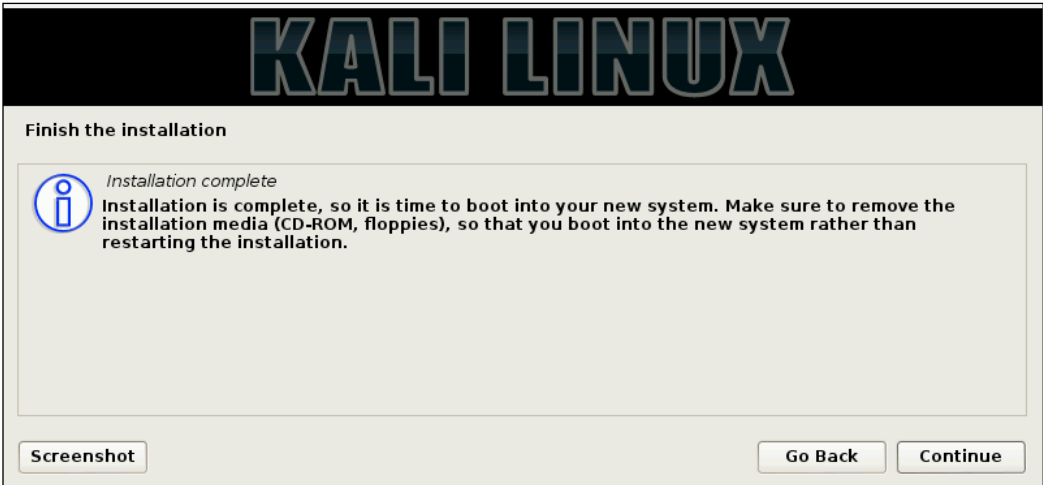 KALI LINUX
Finish the installation
Installation complete
Installation is complete, so it is time to boot into your new system. Make sure to remove the
installation media (CD-ROM, floppies), so that you boot into the new system rather than
restarting the installation.
Screenshot
Go Back
Continue